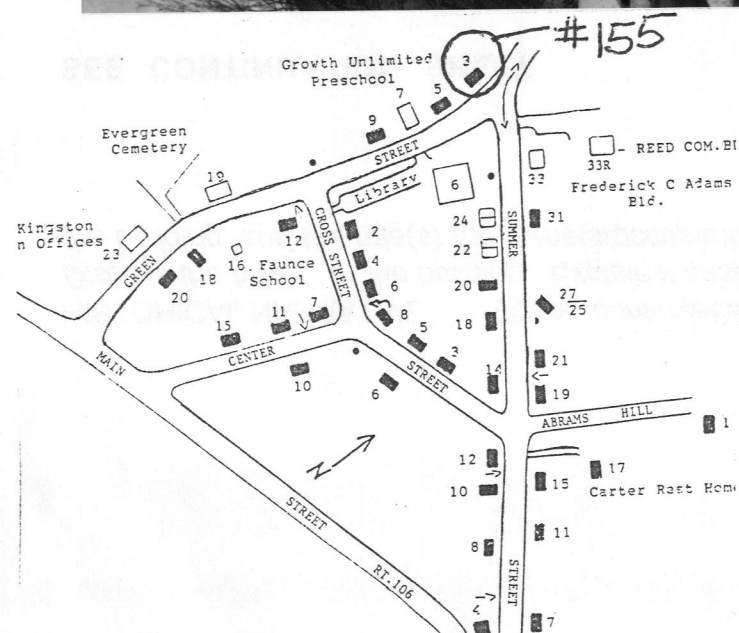 #155
Growth Unlimited
Preschool
3
5
7
9
STREET
Evergreen
Cemetery
19
Library
6
33
33R
- REED COM.BI
Frederick C Adams
Bld.
Kingston
n Offices
23
GREEN
12
CROSS STREET
2
24
SUMMER
31
18
16. Faunce
School
4
22
20
6
20
27
25
15
11
7
8
18
5
21
CENTER
3
STREET
14
19
MAIN
10
6
ABRAMS HILL
1
N
12
17
10
15
Carter Rest Home
STREET
11
8
RT.106
STREET
4
7